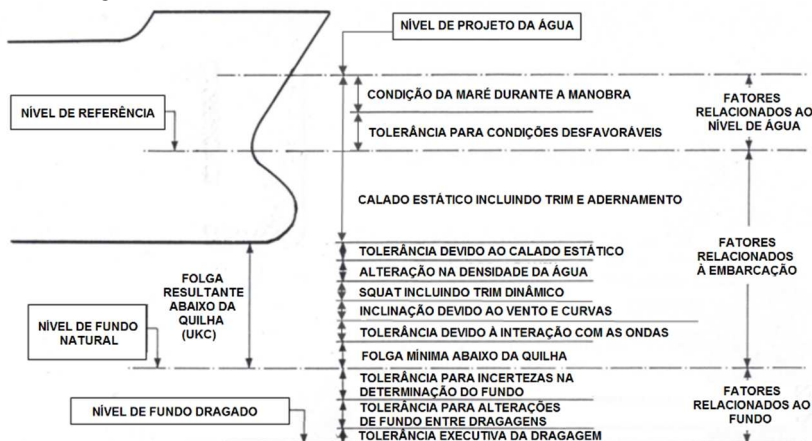 NÍVEL DE PROJETO DA ÁGUA
CONDIÇÃO DA MARÉ DURANTE A MANOBRA
FATORES
RELACIONADOS AO
NÍVEL DE ÁGUA
NÍVEL DE REFERÊNCIA
TOLERÂNCIA PARA CONDIÇÕES DESFAVORÁVEIS
CALADO ESTÁTICO INCLUINDO TRIM E ADERNAMENTO
TOLERÂNCIA DEVIDO AO CALADO ESTÁTICO
FATORES
RELACIONADOS
À EMBARCAÇÃO
ALTERAÇÃO NA DENSIDADE DA ÁGUA
FOLGA
RESULTANTE
ABAIXO DA
QUILHA
(UKC)
SQUAT INCLUINDO TRIM DINÂMICO
INCLINAÇÃO DEVIDO AO VENTO E CURVAS
NÍVEL DE FUNDO
NATURAL
TOLERÂNCIA DEVIDO À INTERAÇÃO COM AS ONDAS
FOLGA MÍNIMA ABAIXO DA QUILHA
TOLERÂNCIA PARA INCERTEZAS NA
DETERMINAÇÃO DO FUNDO
FATORES
RELACIONADOS AO
FUNDO
NÍVEL DE FUNDO DRAGADO
TOLERÂNCIA PARA ALTERAÇÕES
DE FUNDO ENTRE DRAGAGENS
TOLERÂNCIA EXECUTIVA DA DRAGAGEM